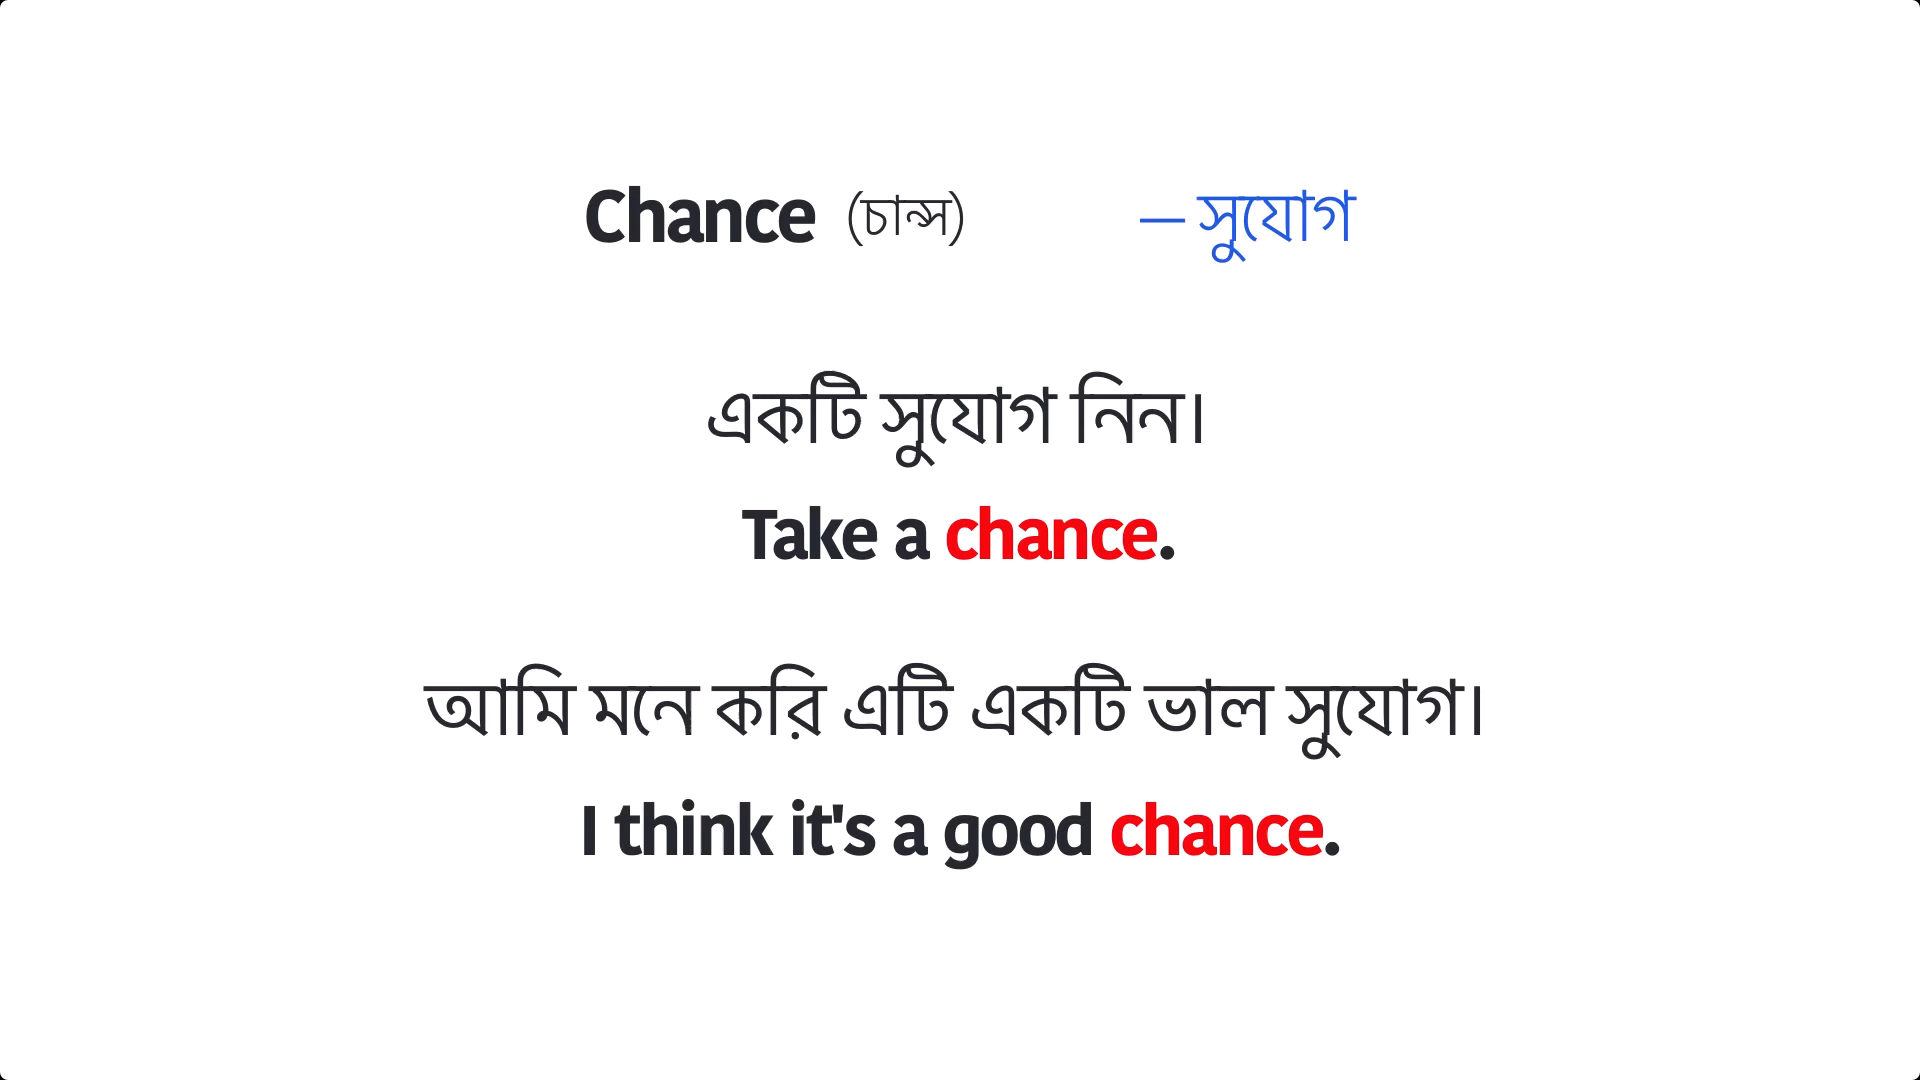 Chance (চান্স) – সুযোগ
একটি সুযোগ নিন।
Take a chance.
আমি মনে করি এটি একটি ভাল সুযোগ।
I think it's a good chance.